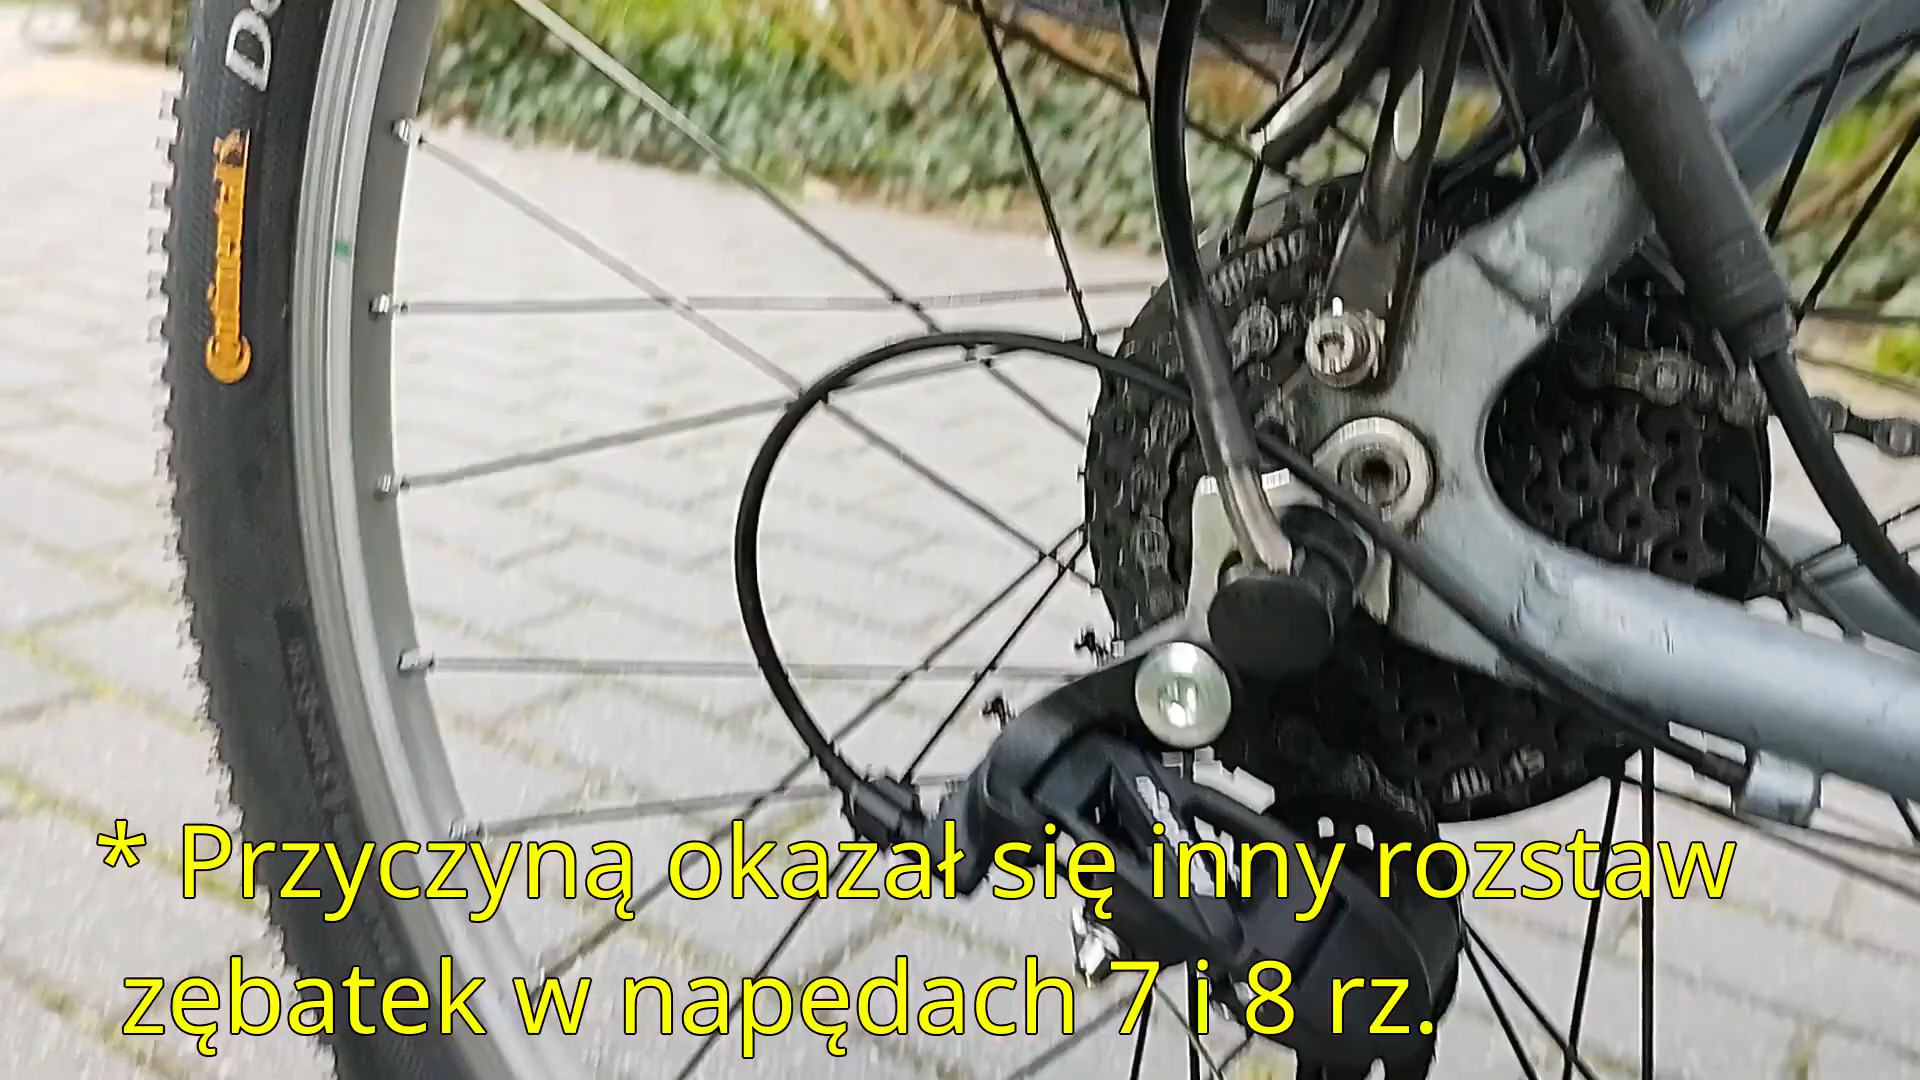 * Przyczyną okazał się inny rozstaw
zębatek w napędach 7 i 8 rz.